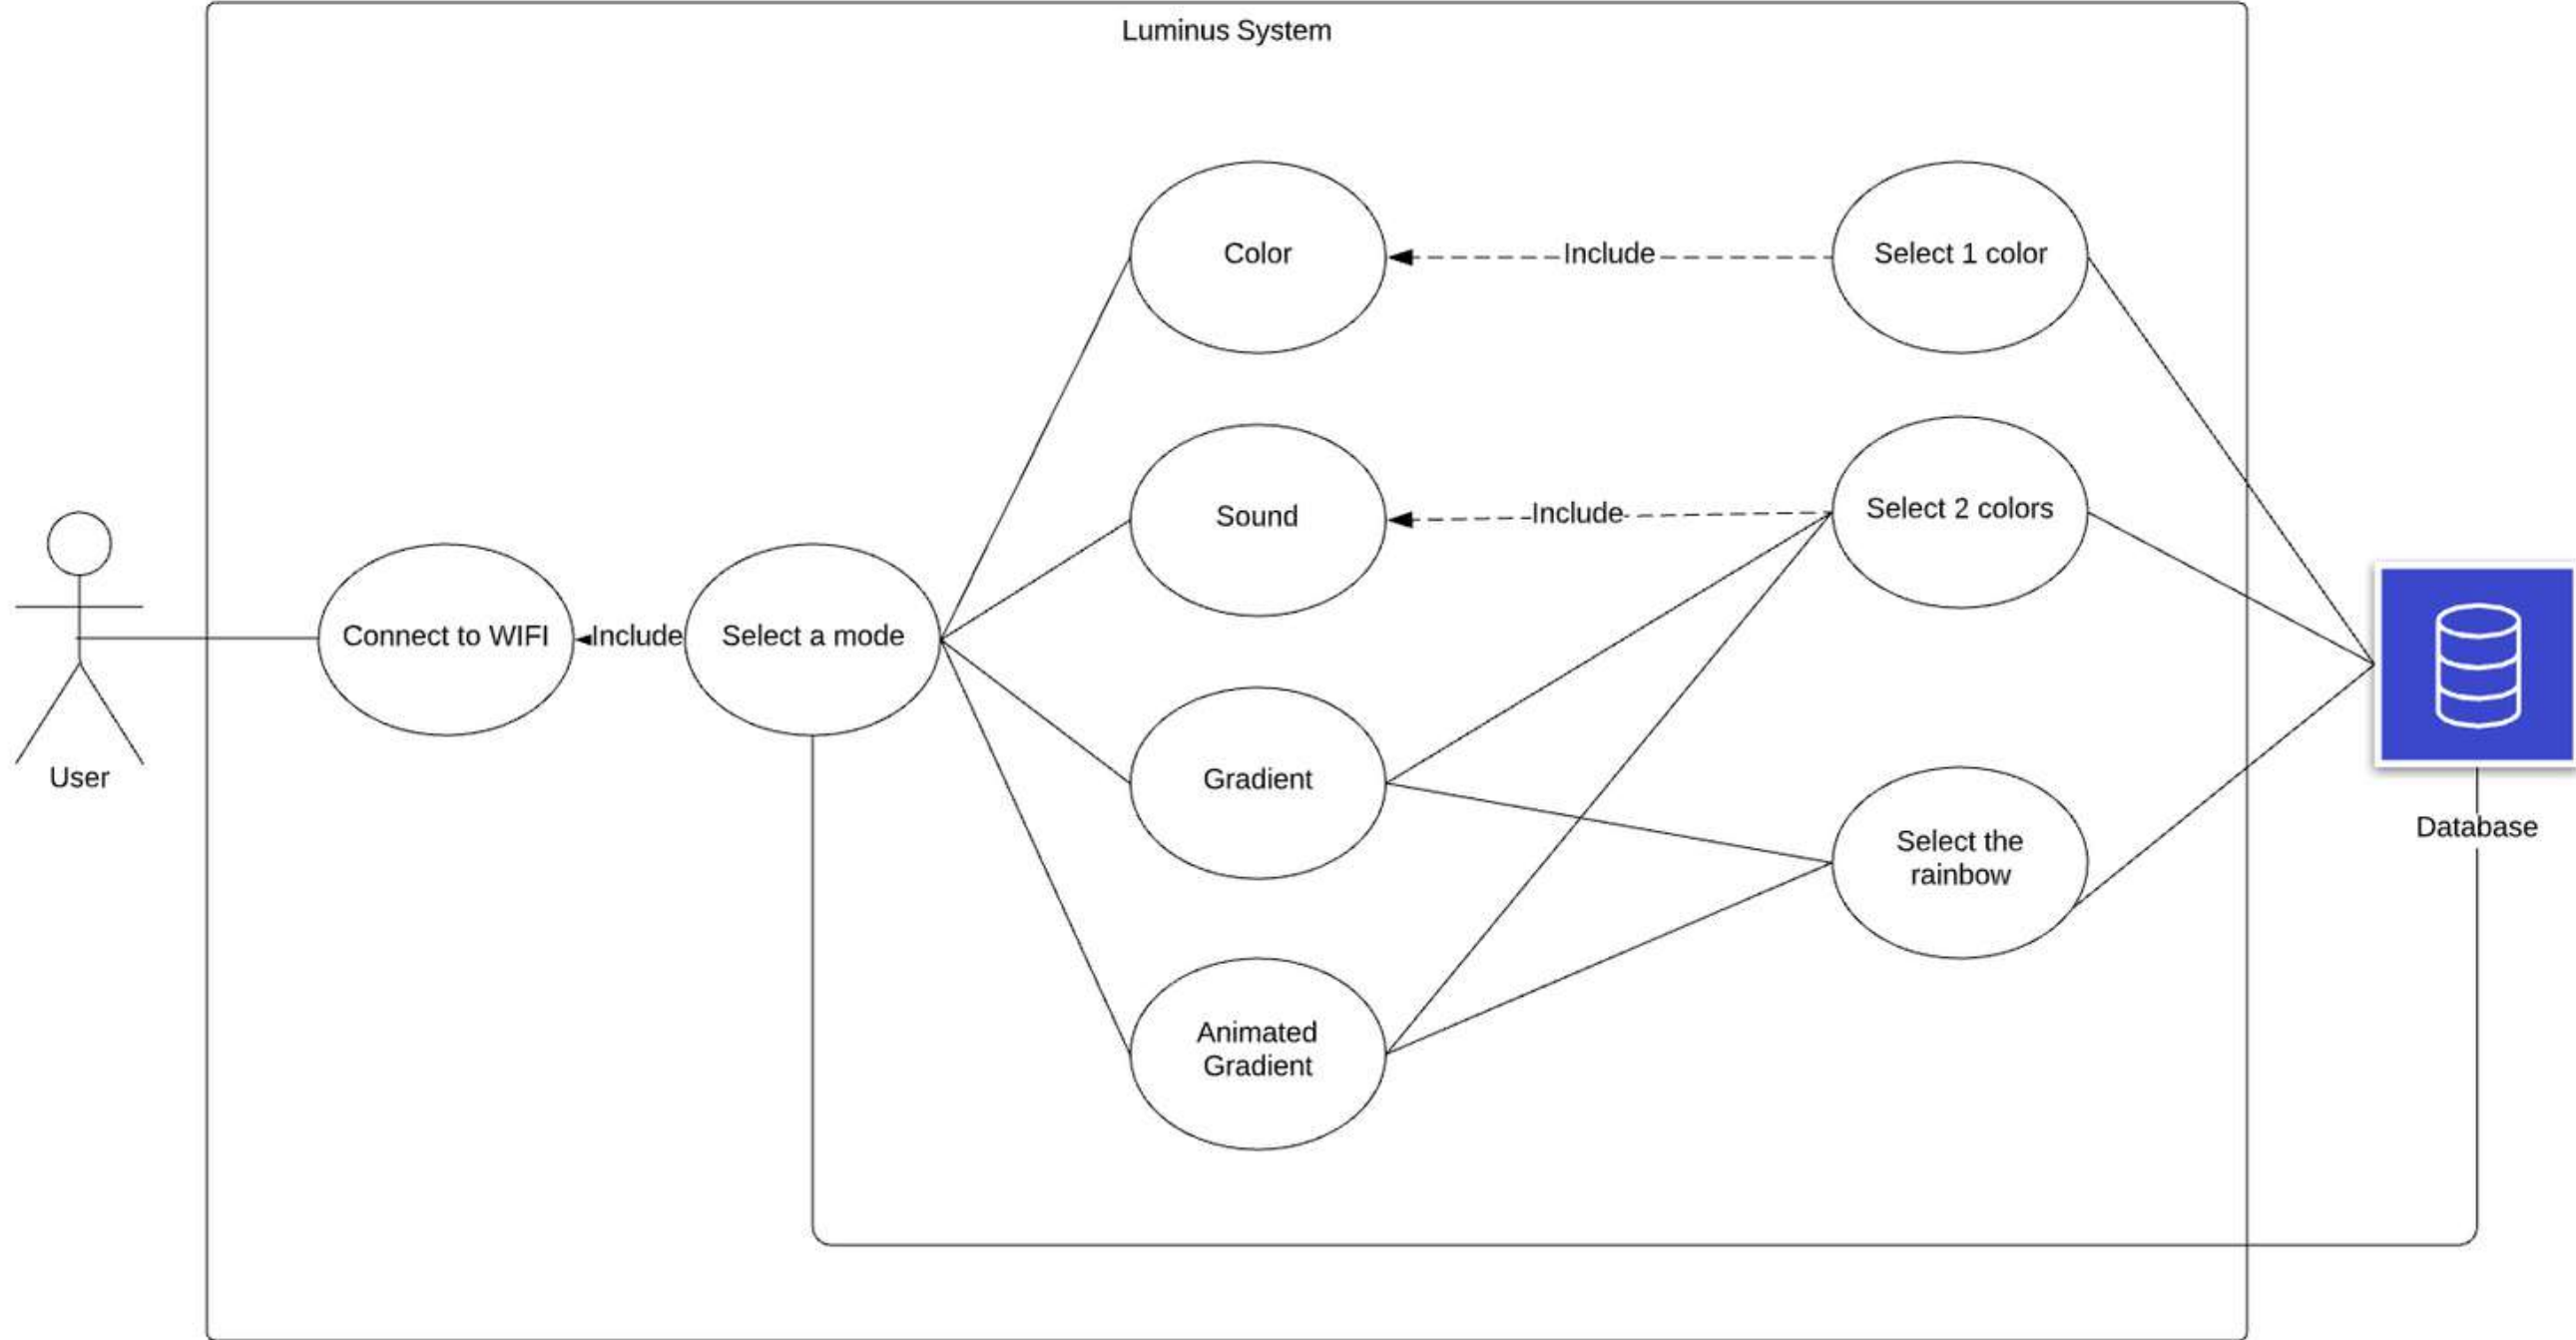 Luminus System
Color
Include
Select 1 color
Sound
Include
Select 2 colors
User
Connect to WIFI
Include
Select a mode
Gradient
Select the
rainbow
Database
Animated
Gradient